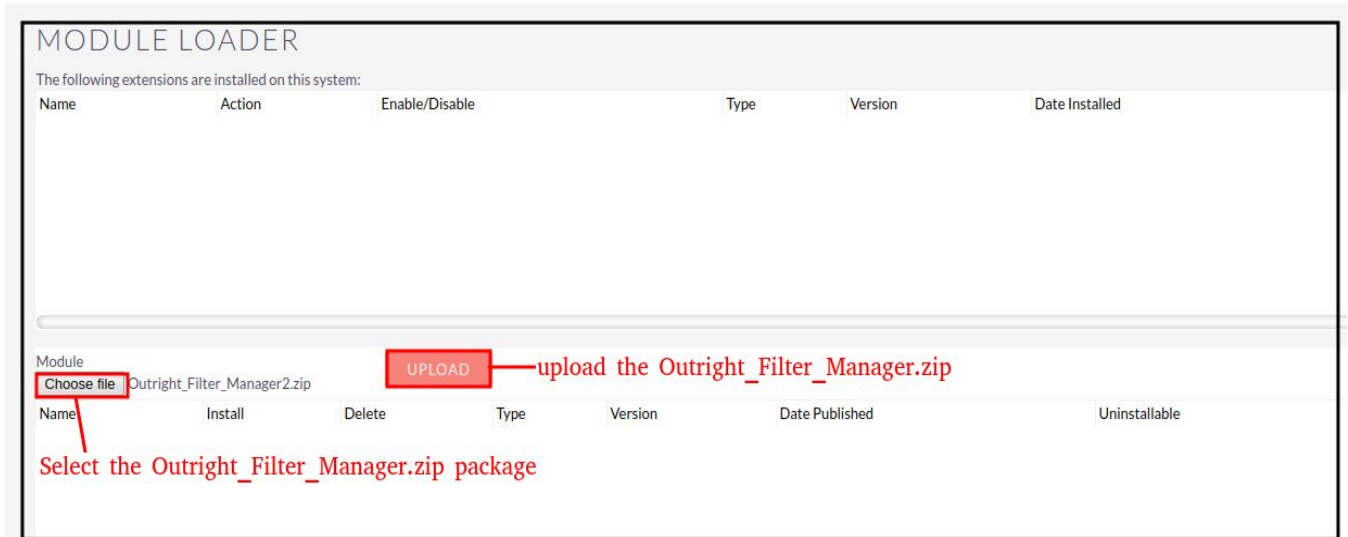 MODULE LOADER
The following extensions are installed on this system:
Name Action Enable/Disable Type Version Date Installed
Module
Choose file Outright_Filter_Manager2.zip UPLOAD upload the Outright_Filter_Manager.zip
Name Install Delete Type Version Date Published Uninstallable
Select the Outright_Filter_Manager.zip package